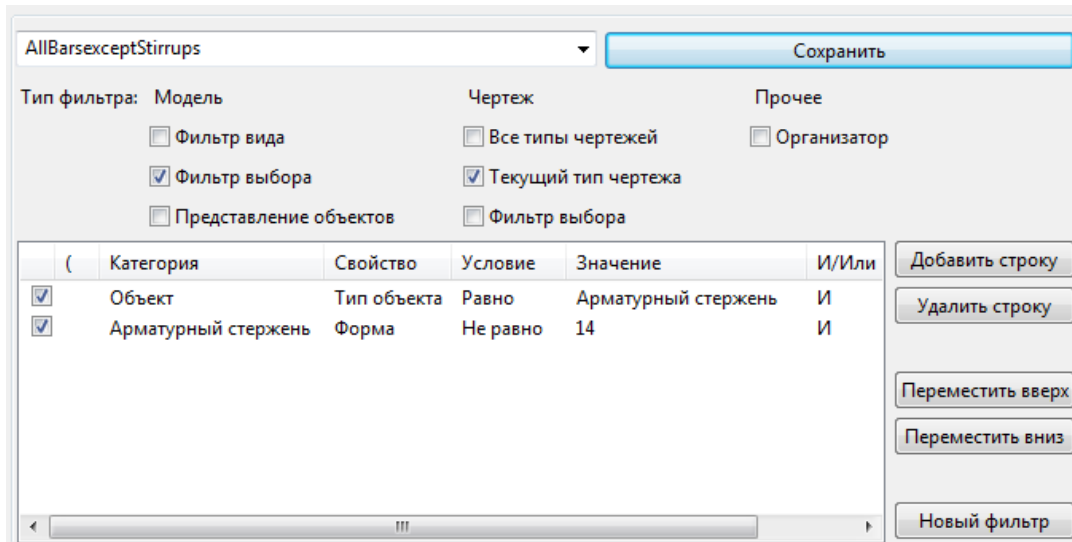 AllBarsexceptStirrups Сохранить
Тип фильтра: Модель Чертеж Прочее
Фильтр вида Все типы чертежей Организатор
Фильтр выбора Текущий тип чертежа
Представление объектов Фильтр выбора
( Категория Свойство Условие Значение И/Или Добавить строку
Объект Тип объекта Равно Арматурный стержень И Удалить строку
Арматурный стержень Форма Не равно 14 И
Переместить вверх
Переместить вниз
Новый фильтр